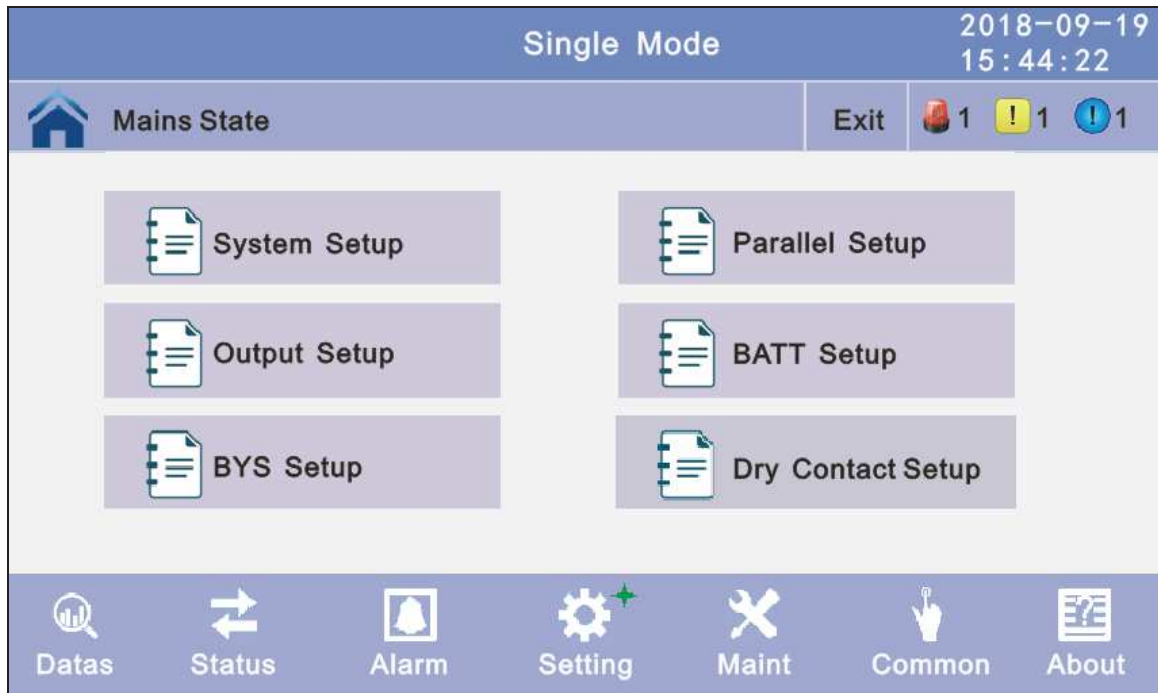 Single Mode
2018-09-19
15:44:22
Mains State
Exit
1
! 1
! 1
System Setup
Parallel Setup
Output Setup
BATT Setup
BYS Setup
Dry Contact Setup
Datas
Status
Alarm
Setting
Maint
Common
?
About